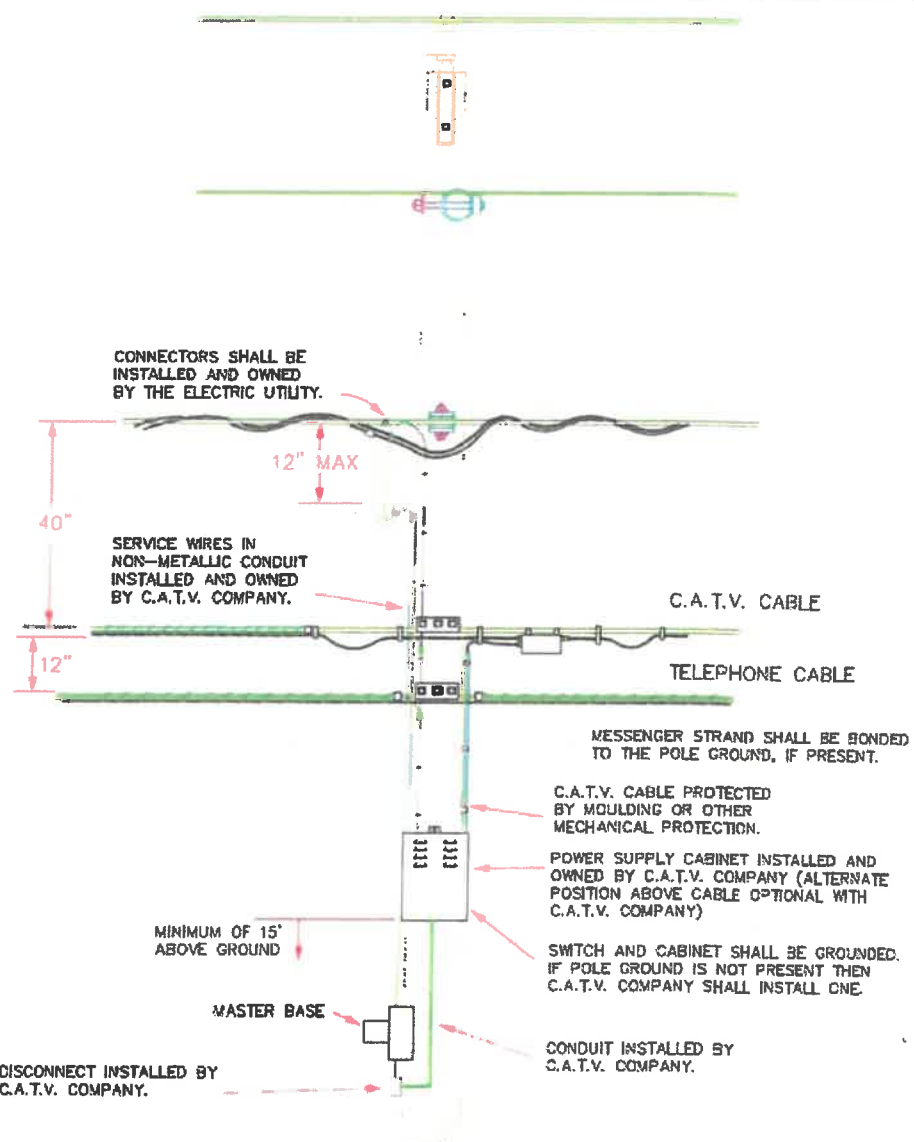 CONNECTORS SHALL BE
INSTALLED AND OWNED
BY THE ELECTRIC UTILITY.
12" MAX
40"
SERVICE WIRES IN
NON-METALLIC CONDUIT
INSTALLED AND OWNED
BY C.A.T.V. COMPANY.
C.A.T.V. CABLE
12"
TELEPHONE CABLE
MESSENGER STRAND SHALL BE BONDED
TO THE POLE GROUND, IF PRESENT.
C.A.T.V. CABLE PROTECTED
BY MOULDING OR OTHER
MECHANICAL PROTECTION.
POWER SUPPLY CABINET INSTALLED AND
OWNED BY C.A.T.V. COMPANY (ALTERNATE
POSITION ABOVE CABLE OPTIONAL WITH
C.A.T.V. COMPANY)
MINIMUM OF 15'
ABOVE GROUND
SWITCH AND CABINET SHALL BE GROUNDED.
IF POLE GROUND IS NOT PRESENT THEN
C.A.T.V. COMPANY SHALL INSTALL ONE
MASTER BASE
CONDUIT INSTALLED BY
C.A.T.V. COMPANY.
DISCONNECT INSTALLED BY
C.A.T.V. COMPANY.